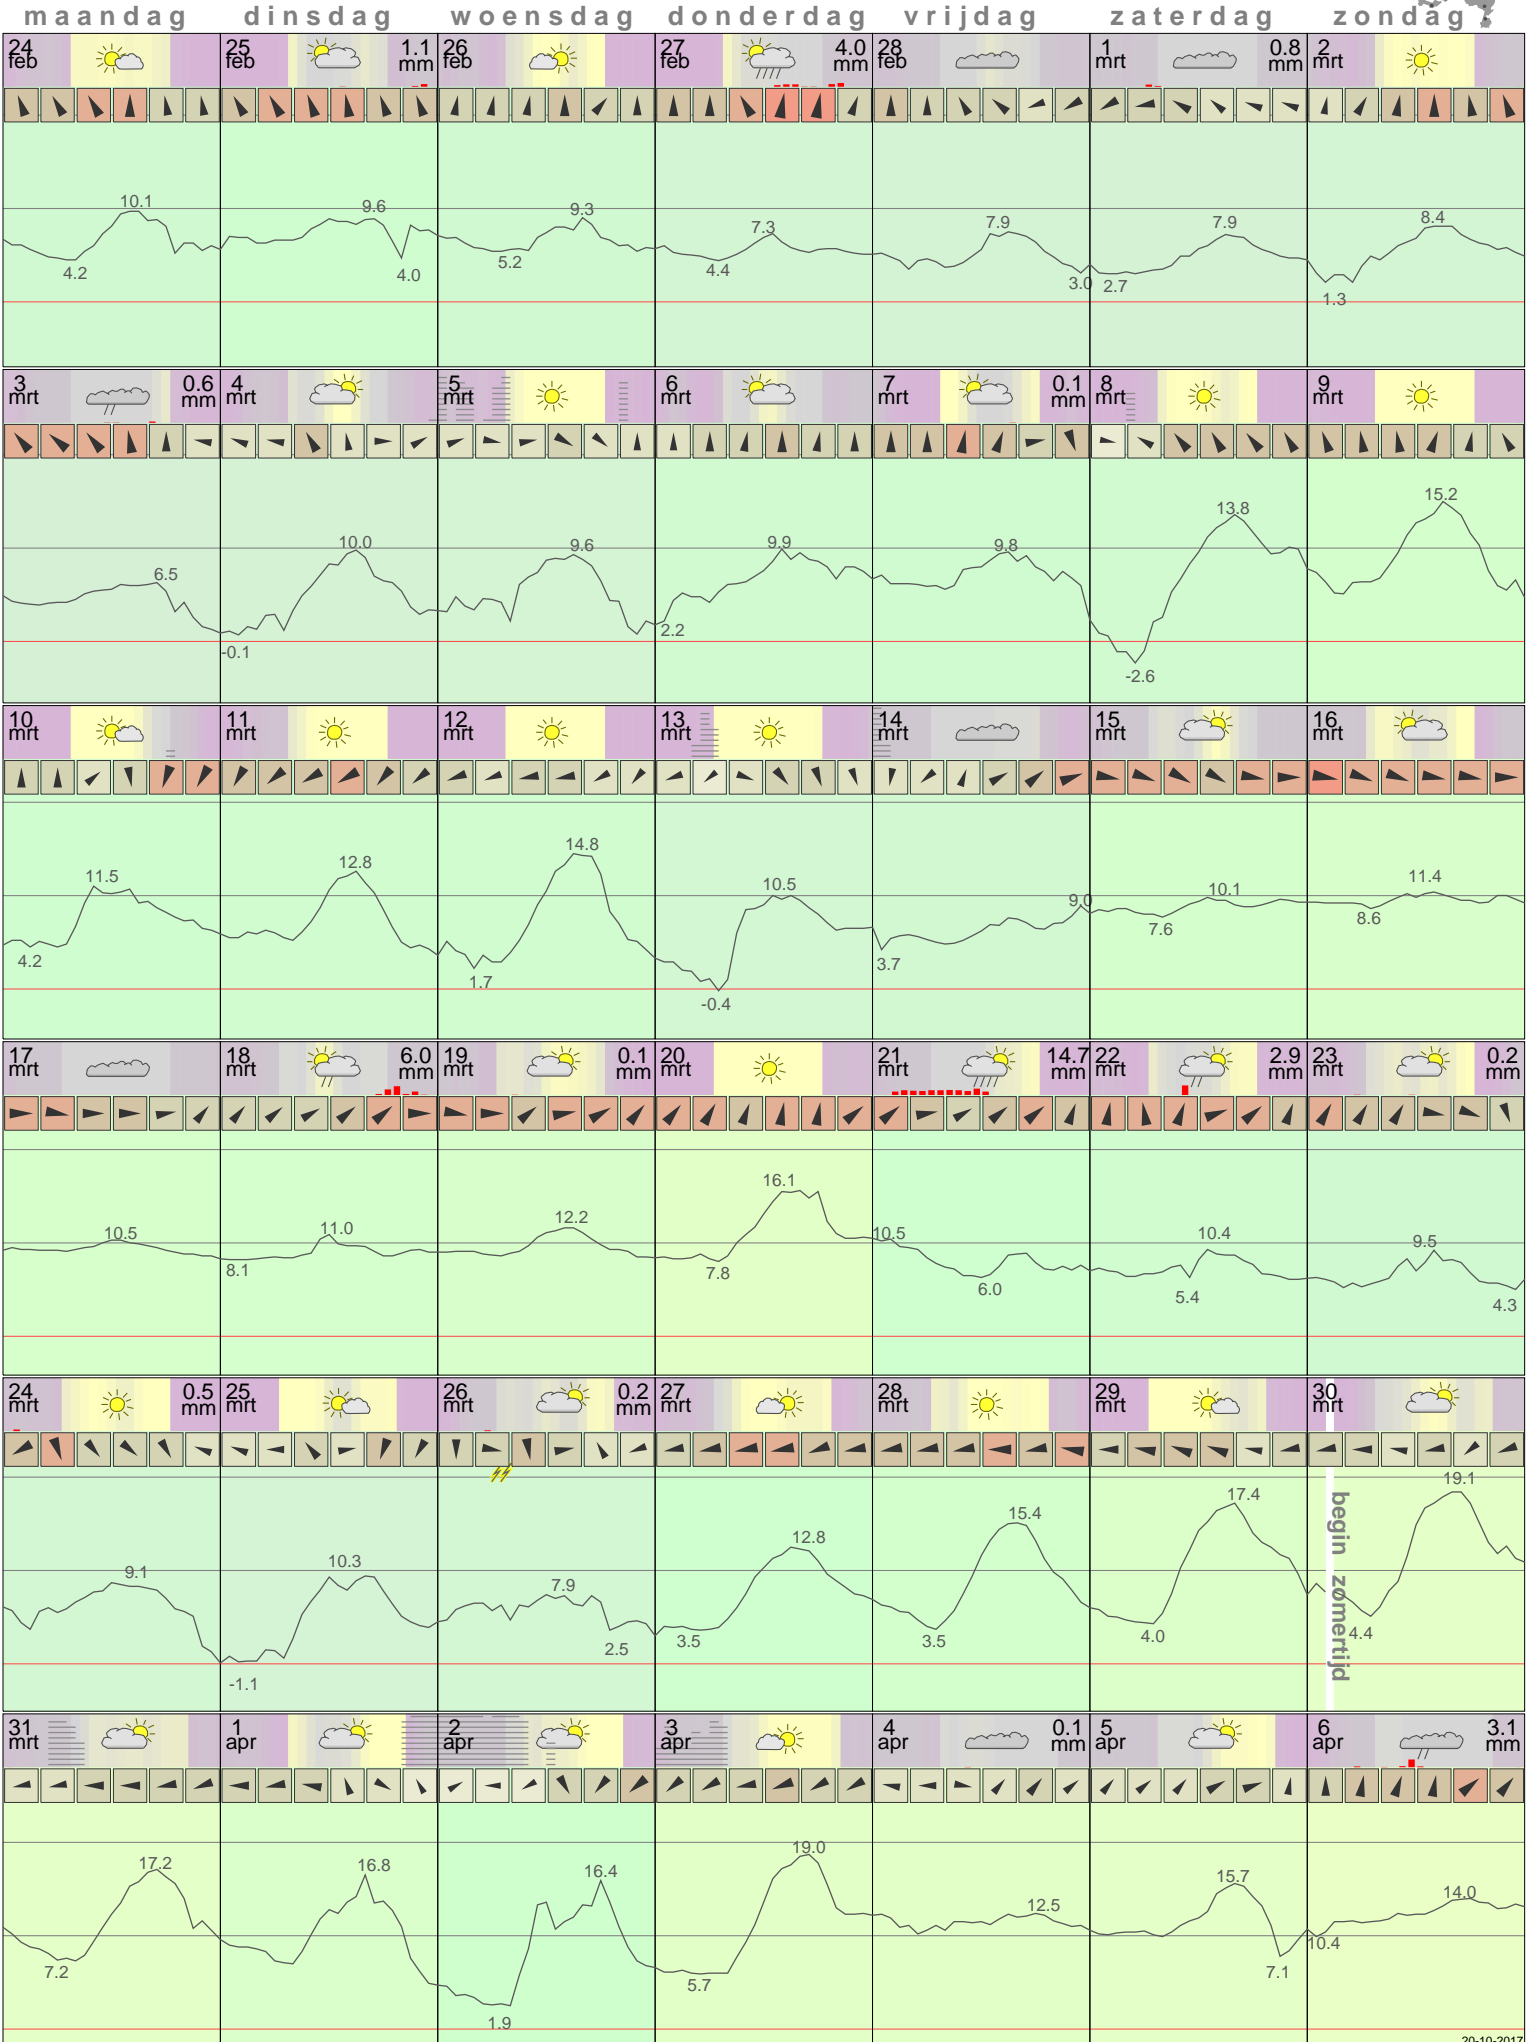 maandag dinsdag woensdag donderdag vrijdag zaterdag zondag
24 feb
25 feb 1.1 mm
26 feb
27 feb 4.0 mm
28 feb
1 mrt 0.8 mm
2 mrt
10.1 9.6 9.3 7.3 7.9 7.9 8.4
4.2 4.0 5.2 4.4 3.0 2.7 1.3
3 mrt 0.6 mm
4 mrt
5 mrt
6 mrt
7 mrt 0.1 mm
8 mrt
9 mrt
6.5 10.0 9.6 9.9 9.8 13.8 15.2
-0.1 2.2 -2.6
10 mrt
11 mrt
12 mrt
13 mrt
14 mrt
15 mrt
16 mrt
11.5 12.8 14.8 10.5 9.0 10.1 11.4
4.2 1.7 -0.4 3.7 7.6 8.6
17 mrt
18 mrt 6.0 mm
19 mrt 0.1 mm
20 mrt
21 mrt 14.7 mm
22 mrt 2.9 mm
23 mrt 0.2 mm
10.5 11.0 12.2 16.1 10.5 10.4 9.5
8.1 7.8 6.0 5.4 4.3
24 mrt 0.5 mm
25 mrt
26 mrt 0.2 mm
27 mrt
28 mrt
29 mrt
30 mrt
9.1 10.3 7.9 12.8 15.4 17.4 19.1
-1.1 2.5 3.5 3.5 4.0 4.4
begin zomertijd
31 mrt
1 apr
2 apr
3 apr
4 apr 0.1 mm
5 apr
6 apr 3.1 mm
17.2 16.8 16.4 19.0 12.5 15.7 14.0
7.2 1.9 5.7 7.1 10.4
20-10-2017